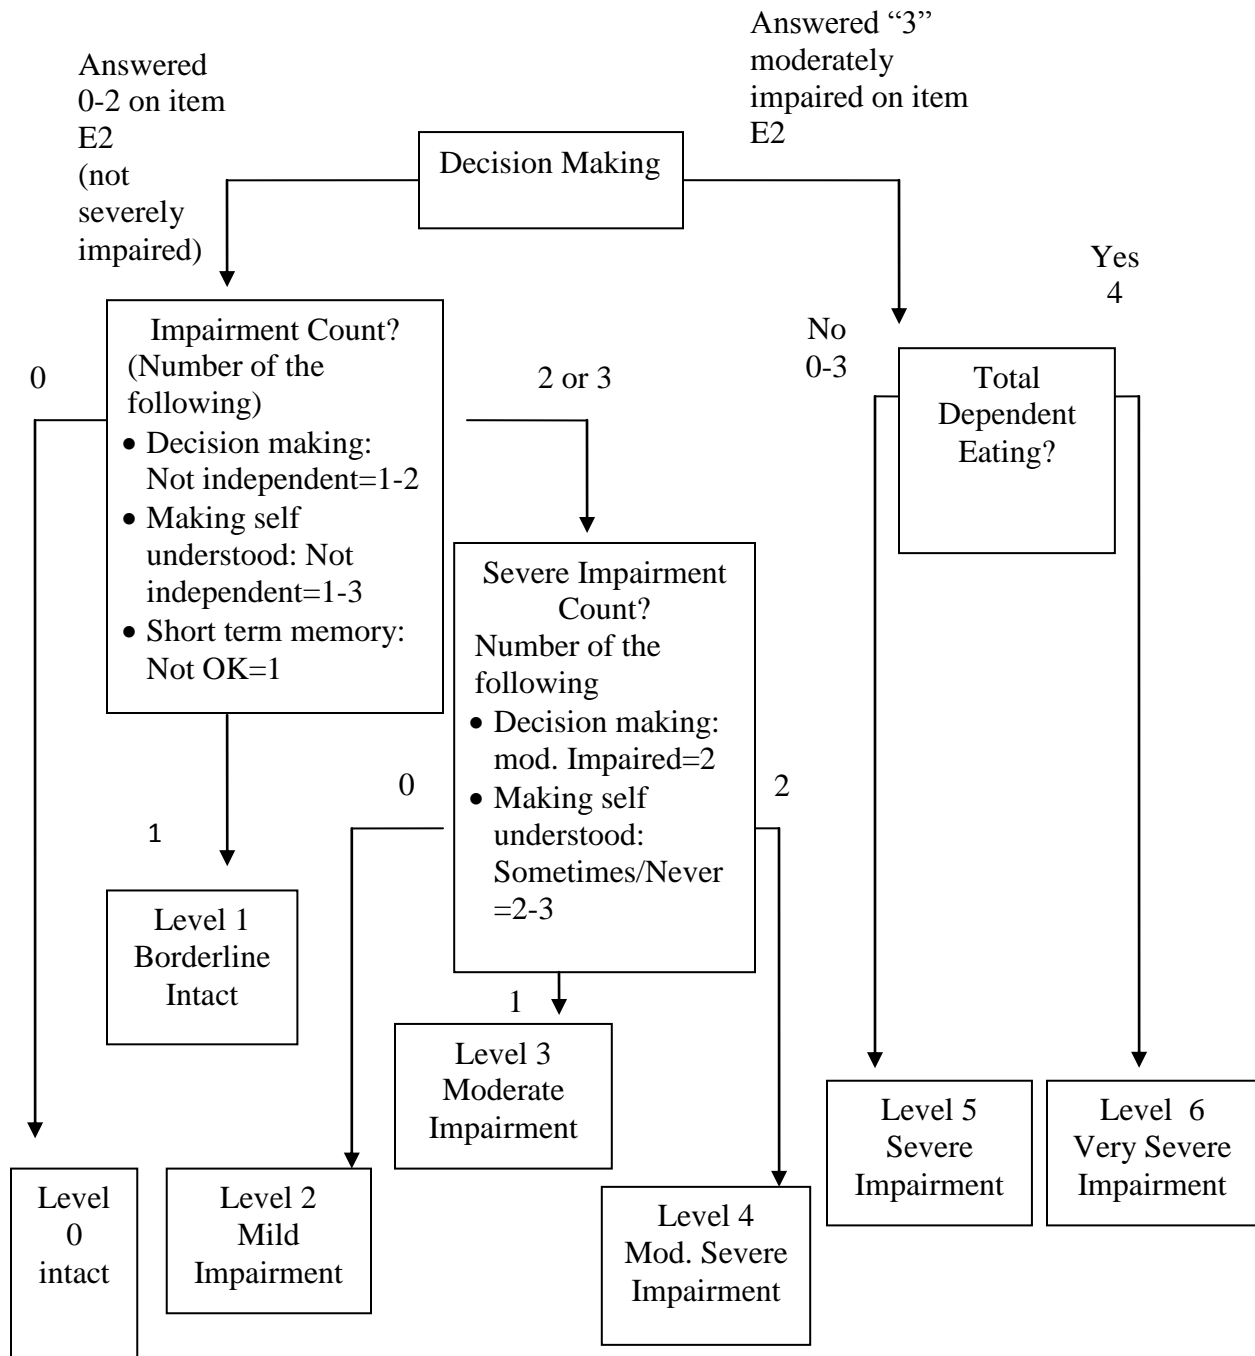 Answered
0-2 on item
E2
(not
severely
impaired)
Answered “3”
moderately
impaired on item
E2
Decision Making
Yes
4
No
0-3
0
Impairment Count?
(Number of the
following)
• Decision making:
Not independent=1-2
• Making self
understood: Not
independent=1-3
• Short term memory:
Not OK=1
2 or 3
Total
Dependent
Eating?
Severe Impairment
Count?
Number of the
following
• Decision making:
mod. Impaired=2
• Making self
understood:
Sometimes/Never
=2-3
0
2
1
1
Level 1
Borderline
Intact
Level 3
Moderate
Impairment
Level 5
Severe
Impairment
Level 6
Very Severe
Impairment
Level
0
intact
Level 2
Mild
Impairment
Level 4
Mod. Severe
Impairment